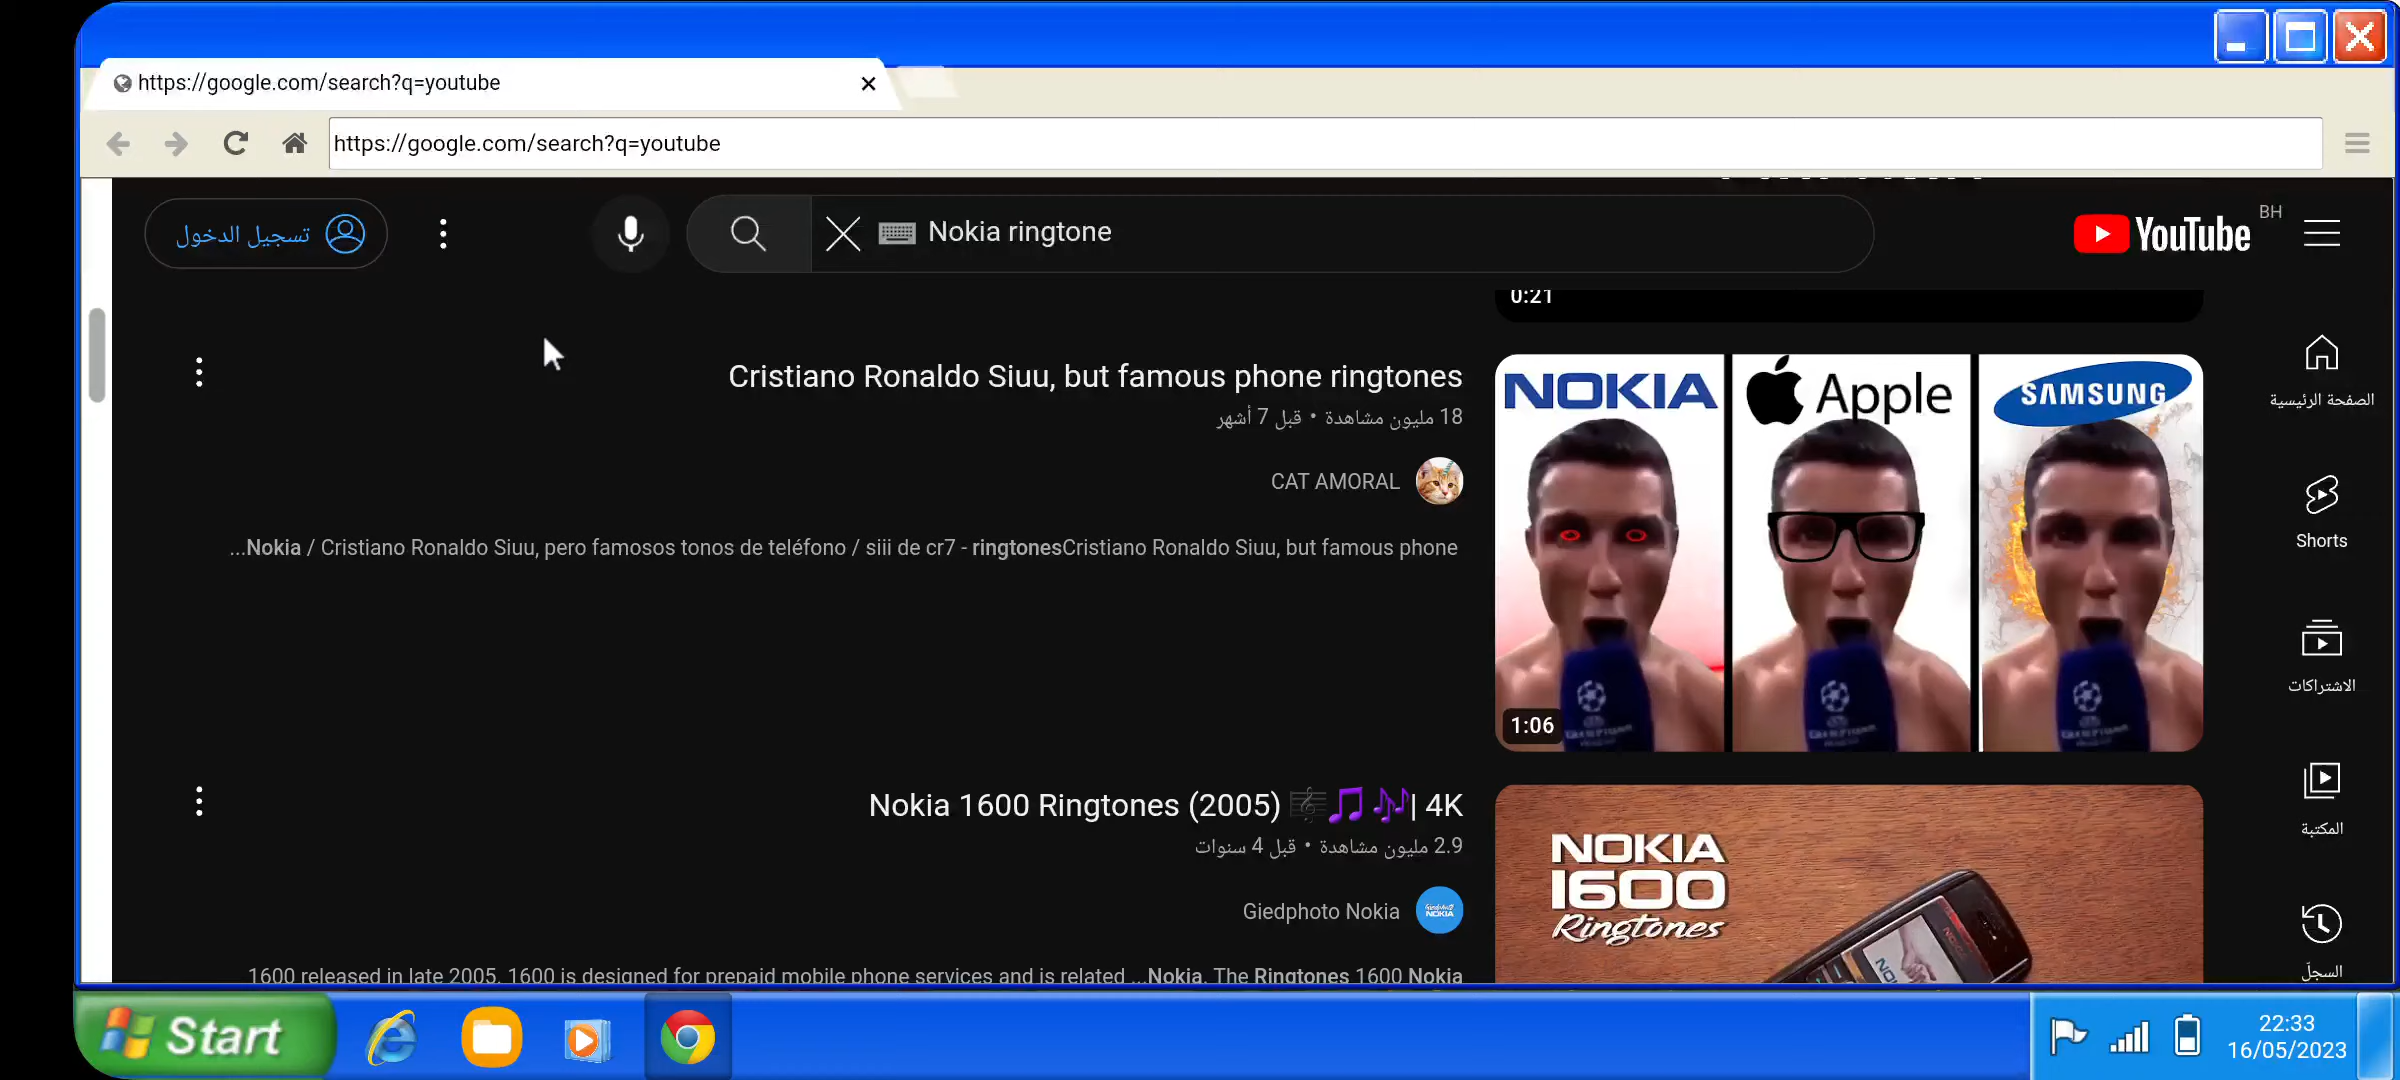 https://google.com/search?q=youtube
https://google.com/search?q=youtube
تسجيل الدخول
Nokia ringtone
YouTube
BH
0:21
Cristiano Ronaldo Siuu, but famous phone ringtones
18 مليون مشاهدة • قبل 7 أشهر
CAT AMORAL
...Nokia / Cristiano Ronaldo Siuu, pero famosos tonos de teléfono / siii de cr7 - ringtonesCristiano Ronaldo Siuu, but famous phone
NOKIA
Apple
SAMSUNG
1:06
الصفحة الرئيسية
Shorts
الاشتراكات
المكتبة
السجلّ
Nokia 1600 Ringtones (2005) 🎼🎵🎶| 4K
2.9 مليون مشاهدة • قبل 4 سنوات
Giedphoto Nokia
1600 released in late 2005. 1600 is designed for prepaid mobile phone services and is related ...Nokia. The Ringtones 1600 Nokia
NOKIA
1600
Ringtones
Start
22:33
16/05/2023